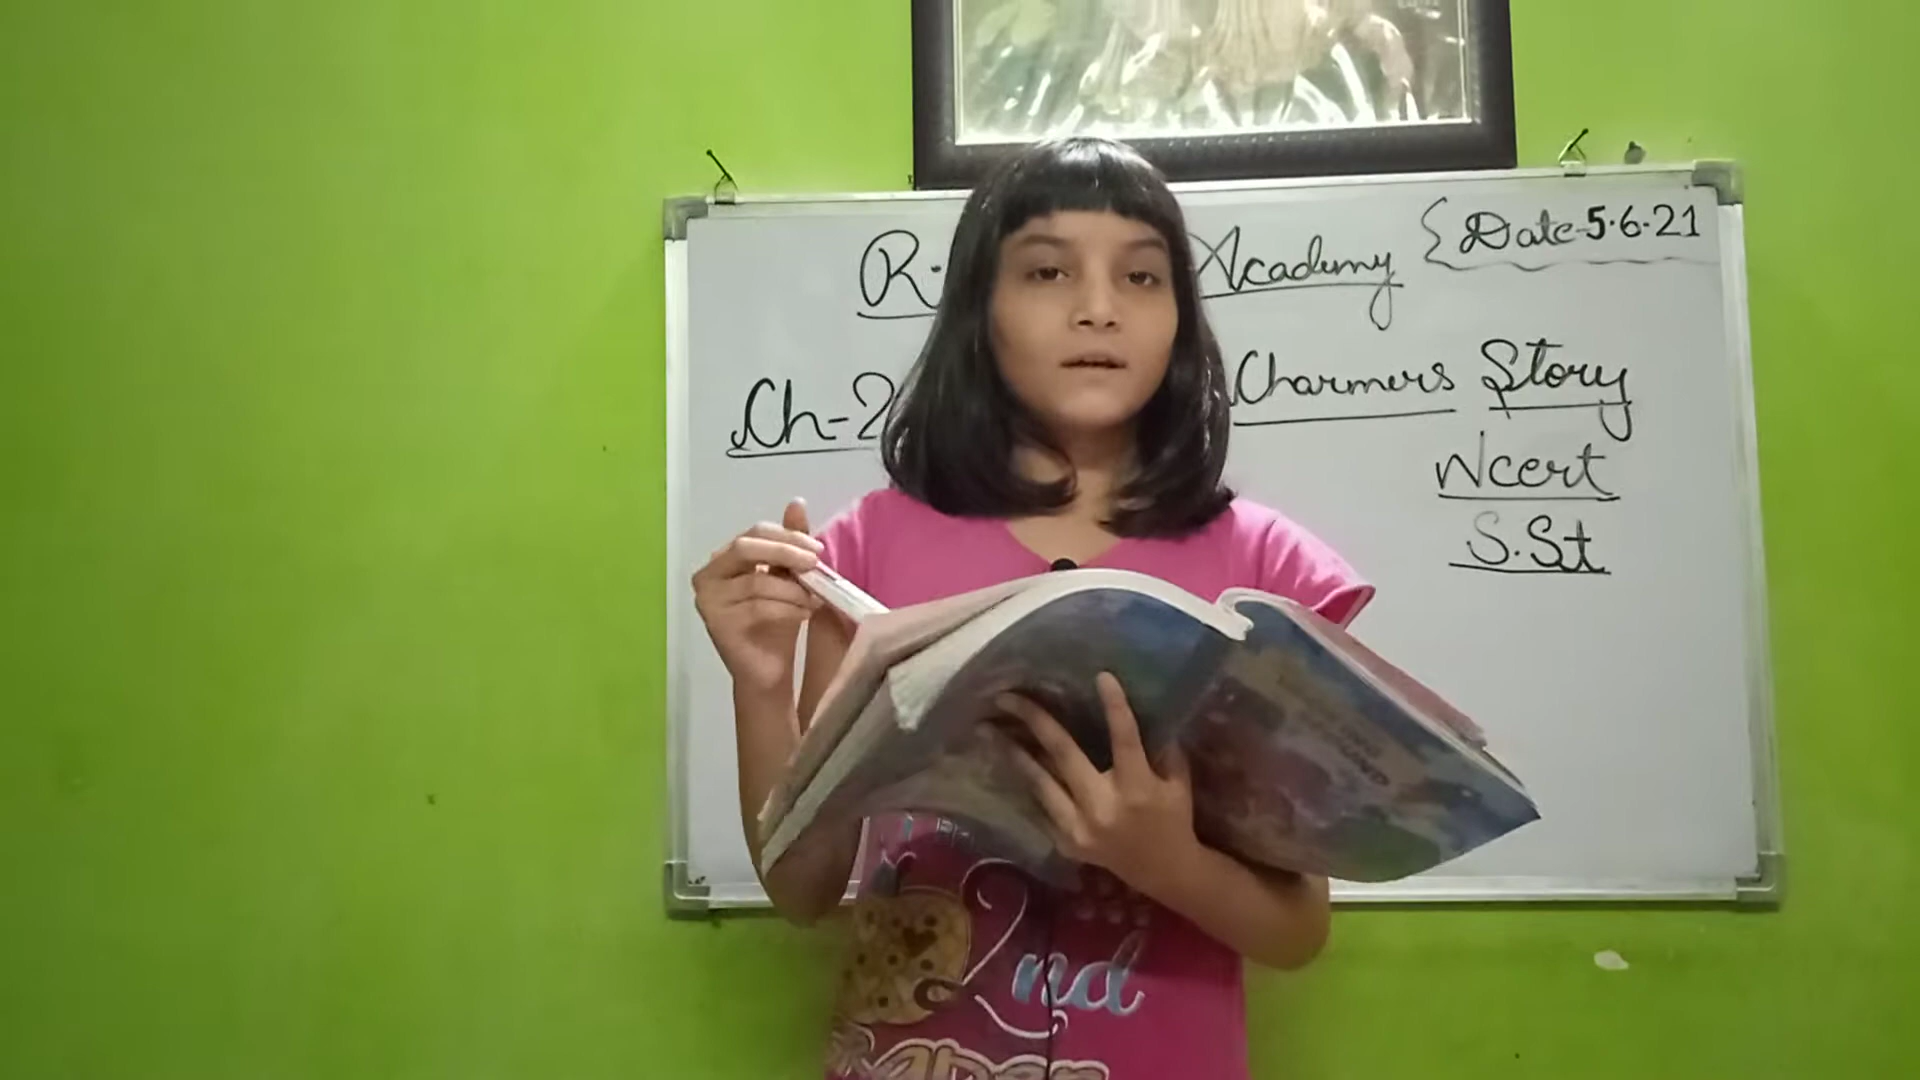 R. Academy {Date-5.6.21
Ch-2 Charmers Story
Ncert
S.St
2nd